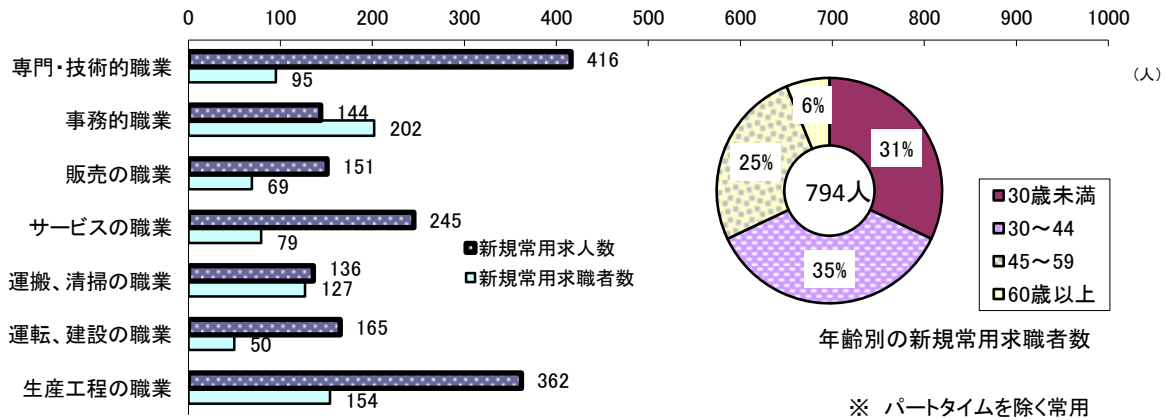 0 100 200 300 400 500 600 700 800 900 1000
(人)
専門・技術的職業
416
95
事務的職業
144
202
販売の職業
151
69
サービスの職業
245
79
運搬、清掃の職業
136
127
運転、建設の職業
165
50
生産工程の職業
362
154
新規常用求人数
新規常用求職者数
6%
31%
25%
794人
35%
30歳未満
30～44
45～59
60歳以上
年齢別の新規常用求職者数
※ パートタイムを除く常用